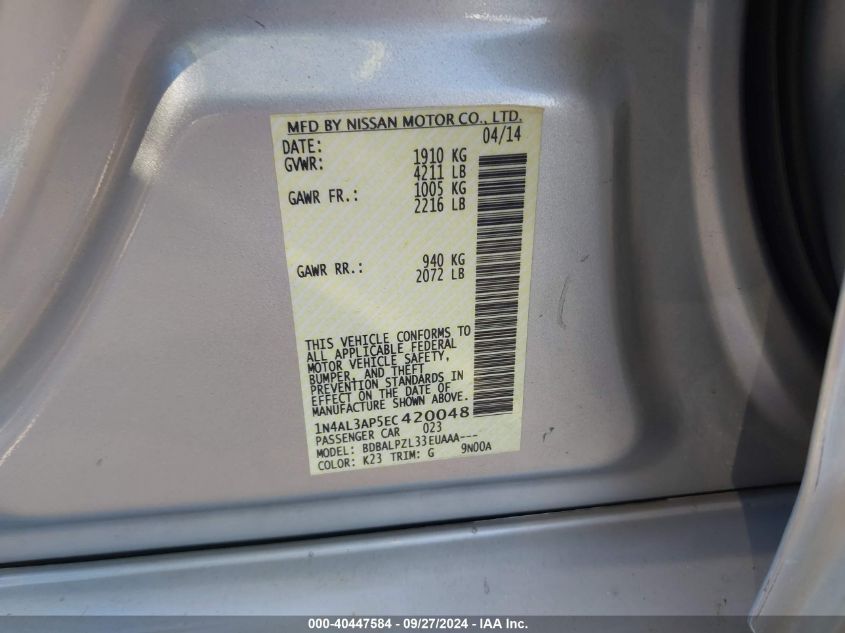 MFD BY NISSAN MOTOR CO., LTD.
DATE: 04/14
GVWR: 1910 KG
4211 LB
GAWR FR.: 1005 KG
2216 LB
GAWR RR.: 940 KG
2072 LB
THIS VEHICLE CONFORMS TO
ALL APPLICABLE FEDERAL
MOTOR VEHICLE SAFETY,
BUMPER, AND THEFT
PREVENTION STANDARDS IN
EFFECT ON THE DATE OF
MANUFACTURE SHOWN ABOVE.
1N4AL3AP5EC420048
PASSENGER CAR 023
MODEL: BDBALPZL33EUAAA---
COLOR: K23 TRIM: G 9N00A
000-40447584 - 09/27/2024 - IAA Inc.